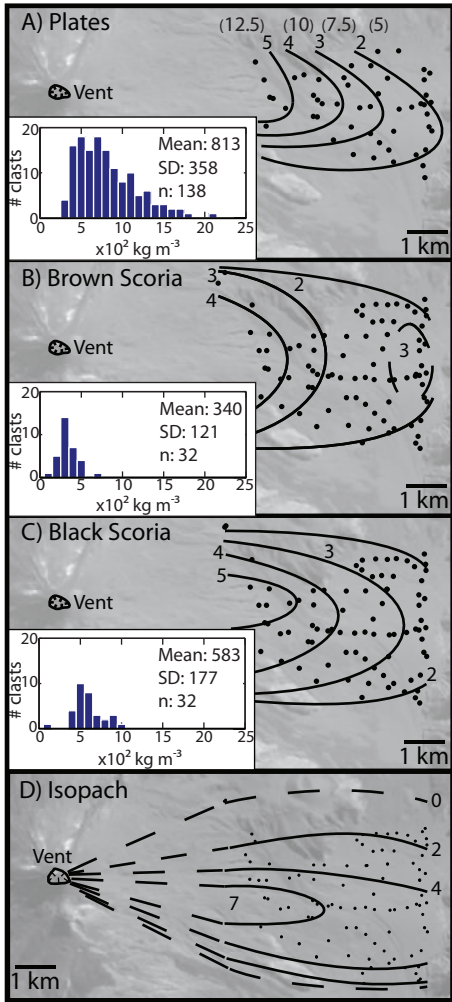 A) Plates
(12.5) (10) (7.5) (5)
5 4 3 2
Vent
20
10
0
# clasts
Mean: 813
SD: 358
n: 138
0 5 10 15 20 25
x10² kg m⁻³
1 km
B) Brown Scoria
3
2
4
3
Vent
20
10
0
# clasts
Mean: 340
SD: 121
n: 32
0 5 10 15 20 25
x10² kg m⁻³
1 km
C) Black Scoria
3
4
5
2
Vent
20
10
0
# clasts
Mean: 583
SD: 177
n: 32
0 5 10 15 20 25
x10² kg m⁻³
1 km
D) Isopach
0
Vent
2
4
7
1 km